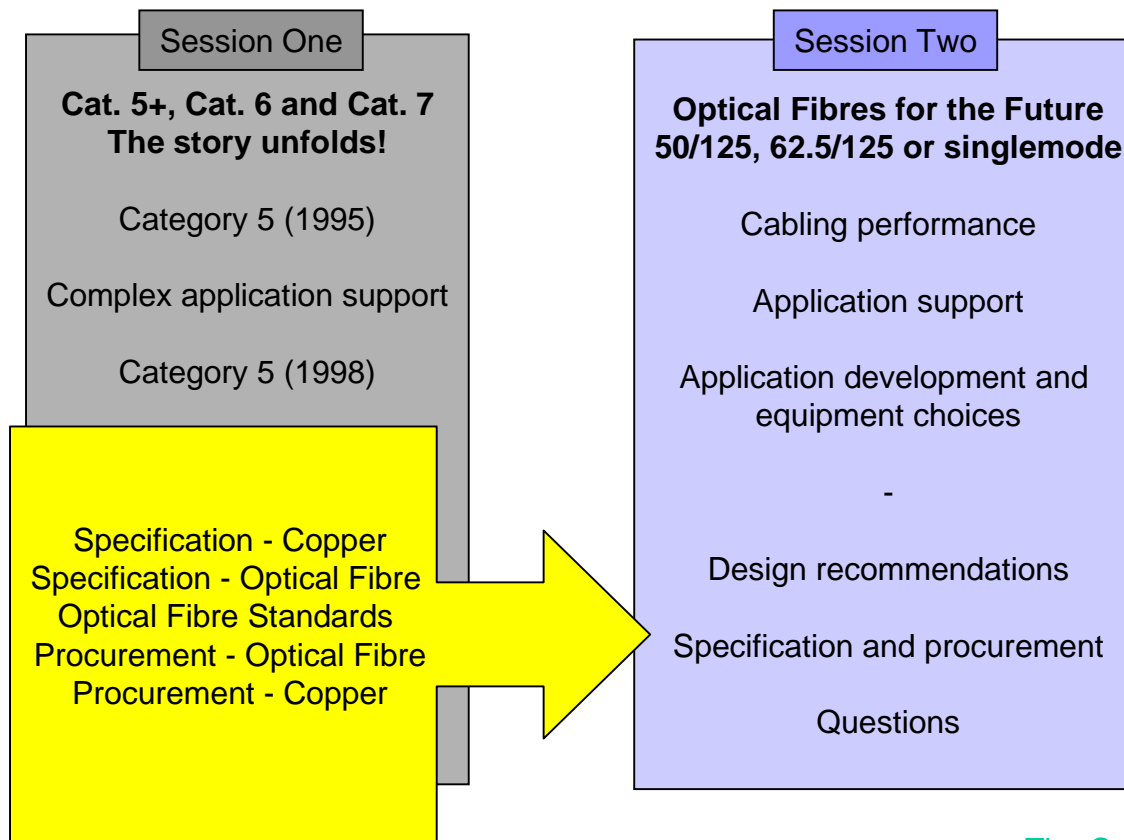 Session One
Cat. 5+, Cat. 6 and Cat. 7
The story unfolds!
Category 5 (1995)
Complex application support
Category 5 (1998)
Specification - Copper
Specification - Optical Fibre
Optical Fibre Standards
Procurement - Optical Fibre
Procurement - Copper
Session Two
Optical Fibres for the Future
50/125, 62.5/125 or singlemode
Cabling performance
Application support
Application development and
equipment choices
-
Design recommendations
Specification and procurement
Questions